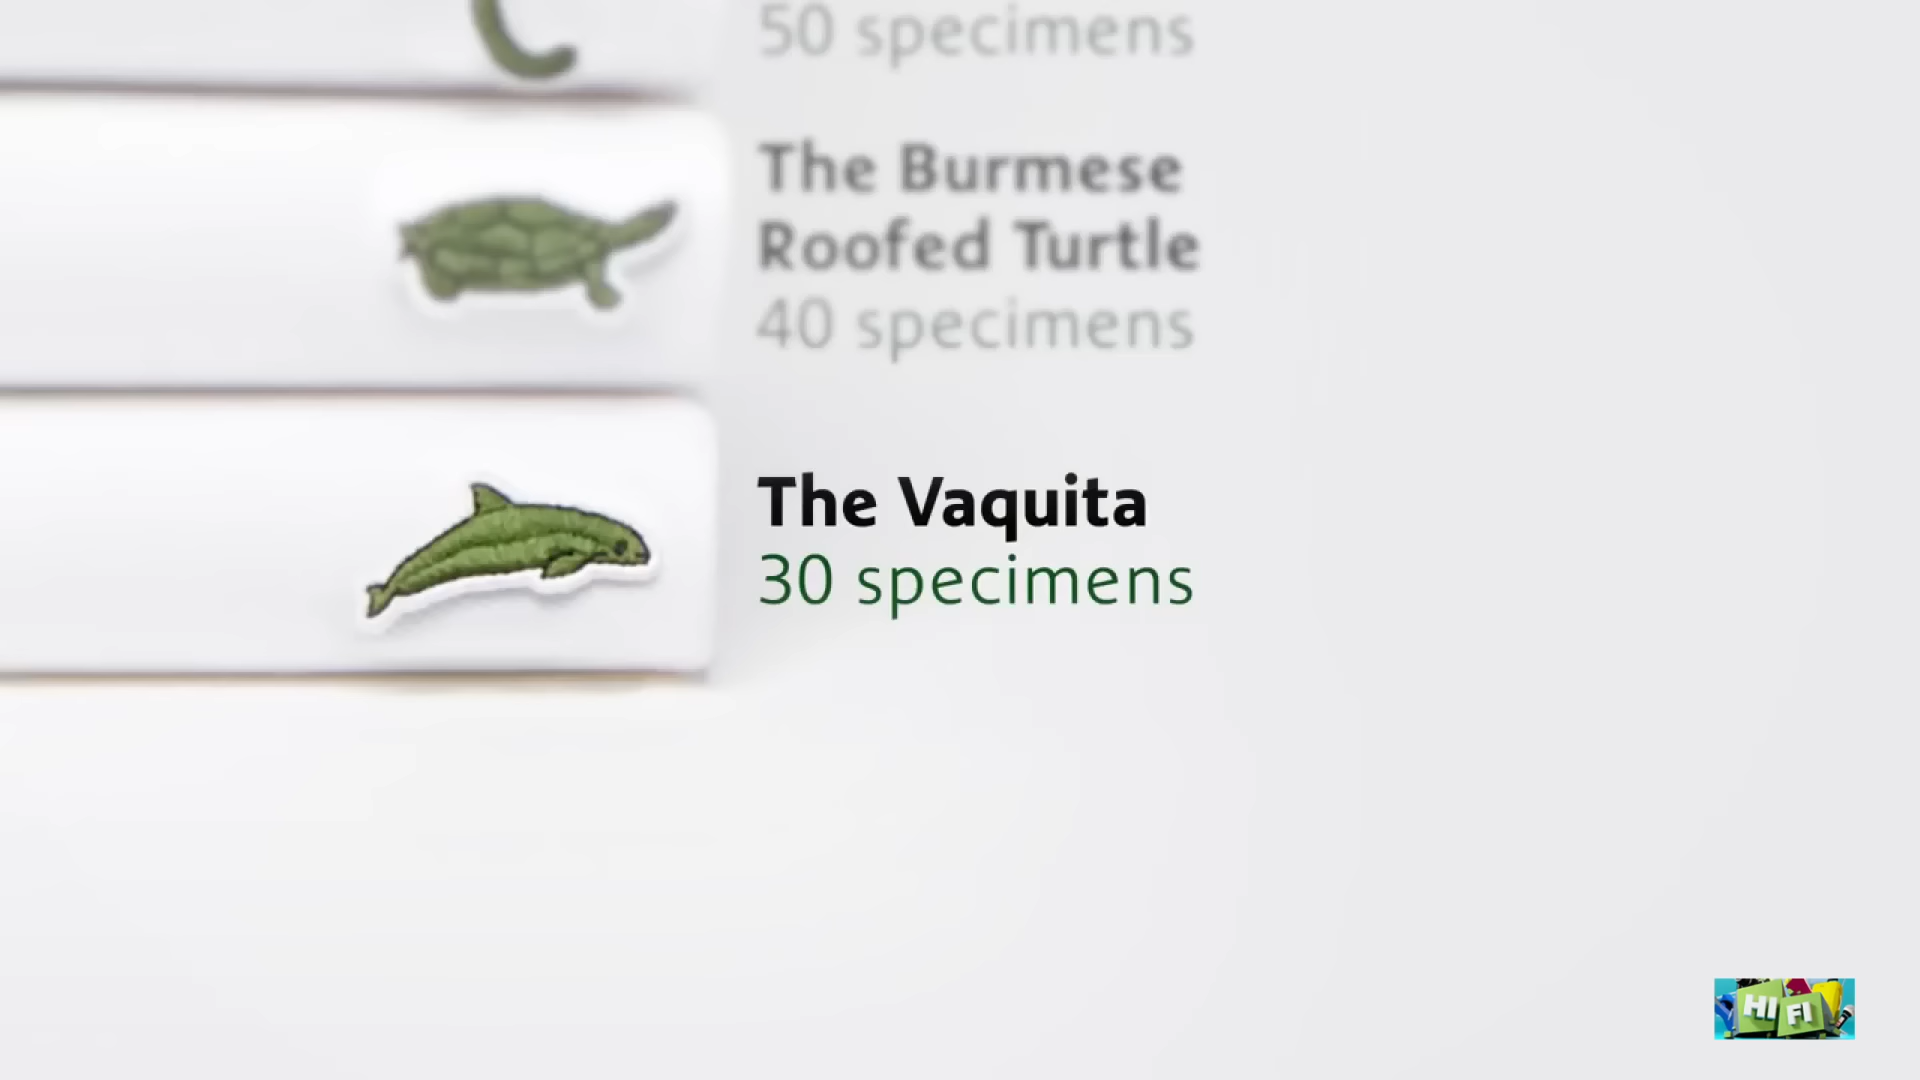 50 specimens
The Burmese
Roofed Turtle
40 specimens
The Vaquita
30 specimens
HI FI